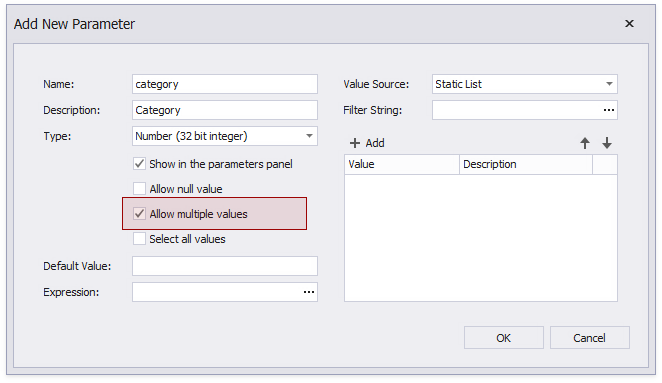 Add New Parameter
Name: category
Description: Category
Type: Number (32 bit integer)
Show in the parameters panel
Allow null value
Allow multiple values
Select all values
Default Value:
Expression: ...
Value Source: Static List
Filter String: ...
+ Add
Value Description
OK Cancel